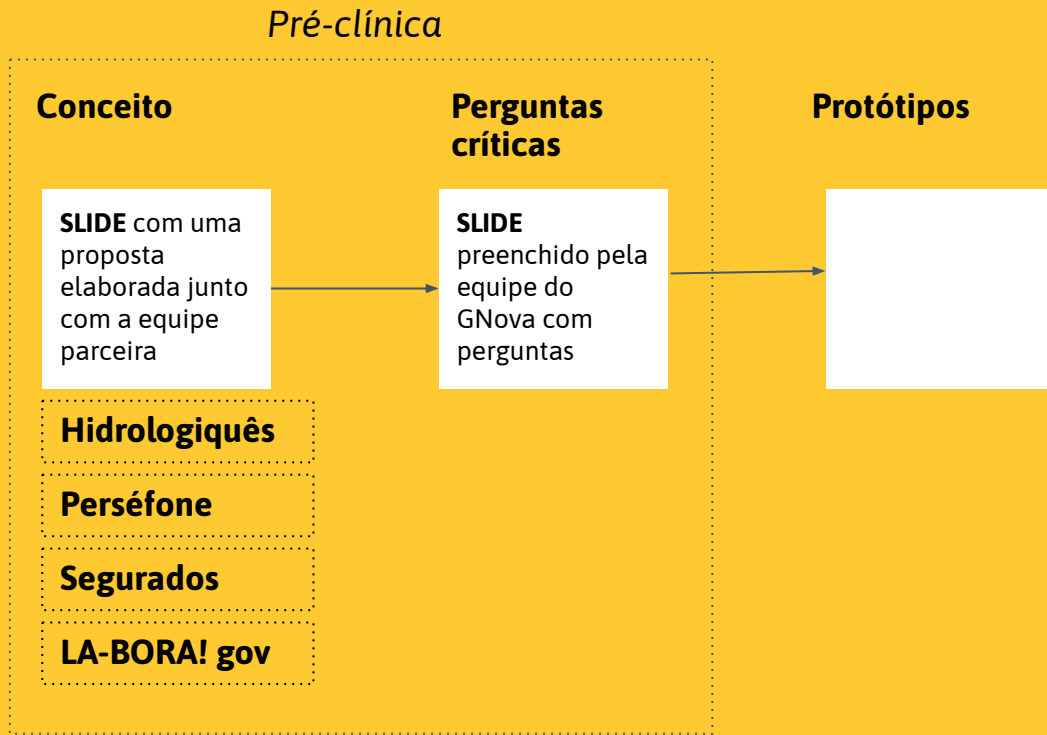 Pré-clínica
Conceito
Perguntas
críticas
Protótipos
SLIDE com uma
proposta
elaborada junto
com a equipe
parceira
SLIDE
preenchido pela
equipe do
GNova com
perguntas
Hidrologiquês
Perséfone
Segurados
LA-BORA! gov